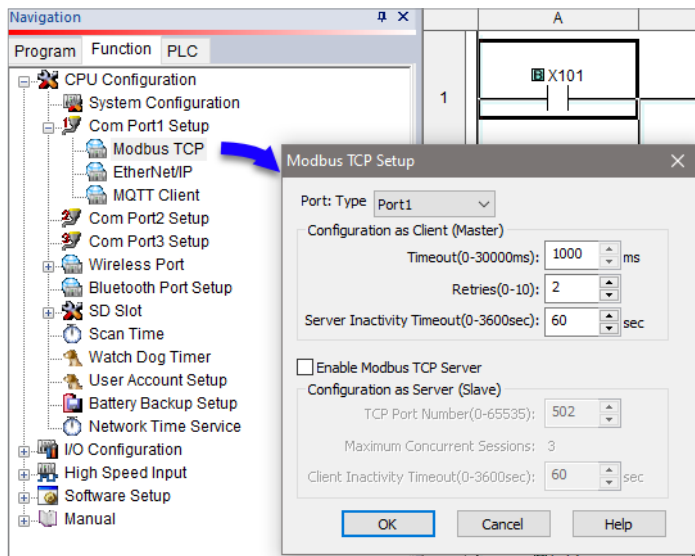 Navigation
Program Function PLC
CPU Configuration
System Configuration
Com Port1 Setup
Modbus TCP
EtherNet/IP
MQTT Client
Com Port2 Setup
Com Port3 Setup
Wireless Port
Bluetooth Port Setup
SD Slot
Scan Time
Watch Dog Timer
User Account Setup
Battery Backup Setup
Network Time Service
I/O Configuration
High Speed Input
Software Setup
Manual
A
1
B X101
Modbus TCP Setup
Port: Type Port1
Configuration as Client (Master)
Timeout(0-30000ms): 1000 ms
Retries(0-10): 2
Server Inactivity Timeout(0-3600sec): 60 sec
Enable Modbus TCP Server
Configuration as Server (Slave)
TCP Port Number(0-65535): 502
Maximum Concurrent Sessions: 3
Client Inactivity Timeout(0-3600sec): 60 sec
OK Cancel Help